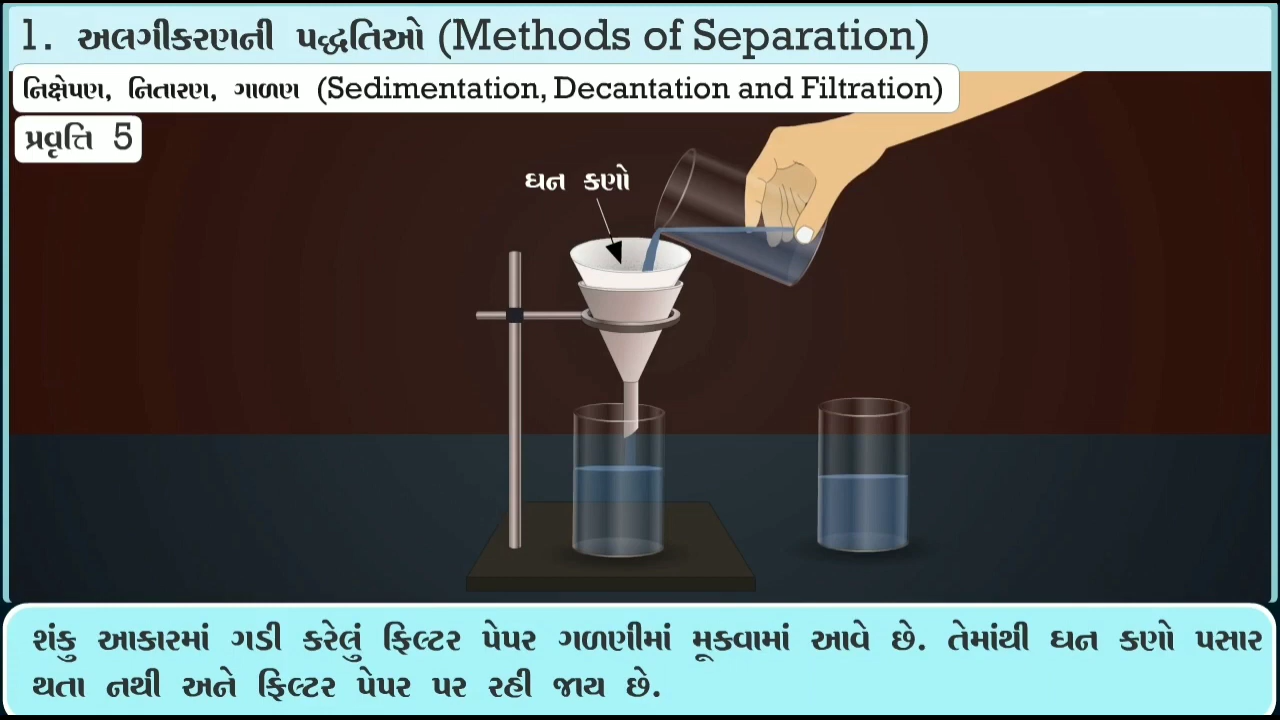 1. અલગીકરણની પદ્ધતિઓ (Methods of Separation)
નિક્ષેપણ, નિતારણ, ગાળણ (Sedimentation, Decantation and Filtration)
પ્રવૃત્તિ 5
ઘન કણો
શંકુ આકારમાં ગડી કરેલું ફિલ્ટર પેપર ગળણીમાં મૂકવામાં આવે છે. તેમાંથી ઘન કણો પસાર
થતા નથી અને ફિલ્ટર પેપર પર રહી જાય છે.